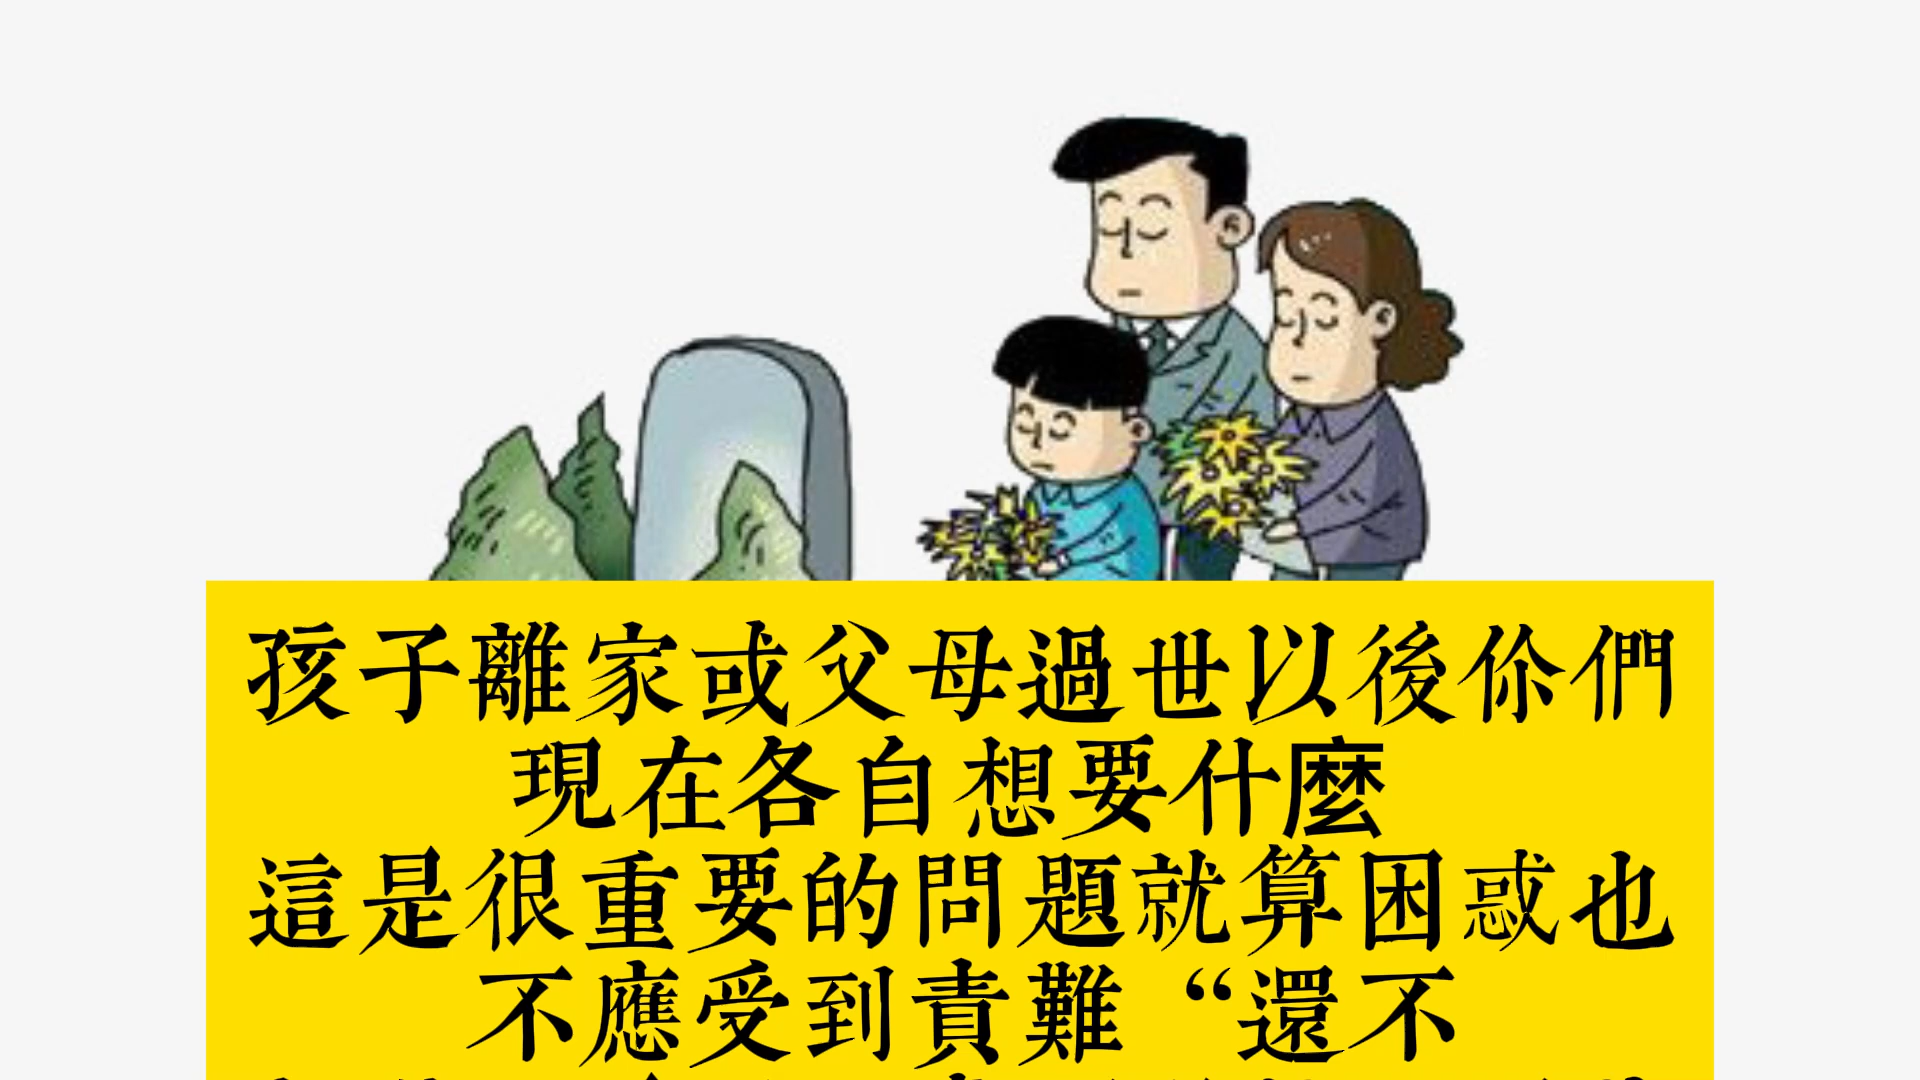 孩子離家或父母過世以後伱們
現在各自想要什麼
這是很重要的問題就算困惑也
不應受到責難“還不